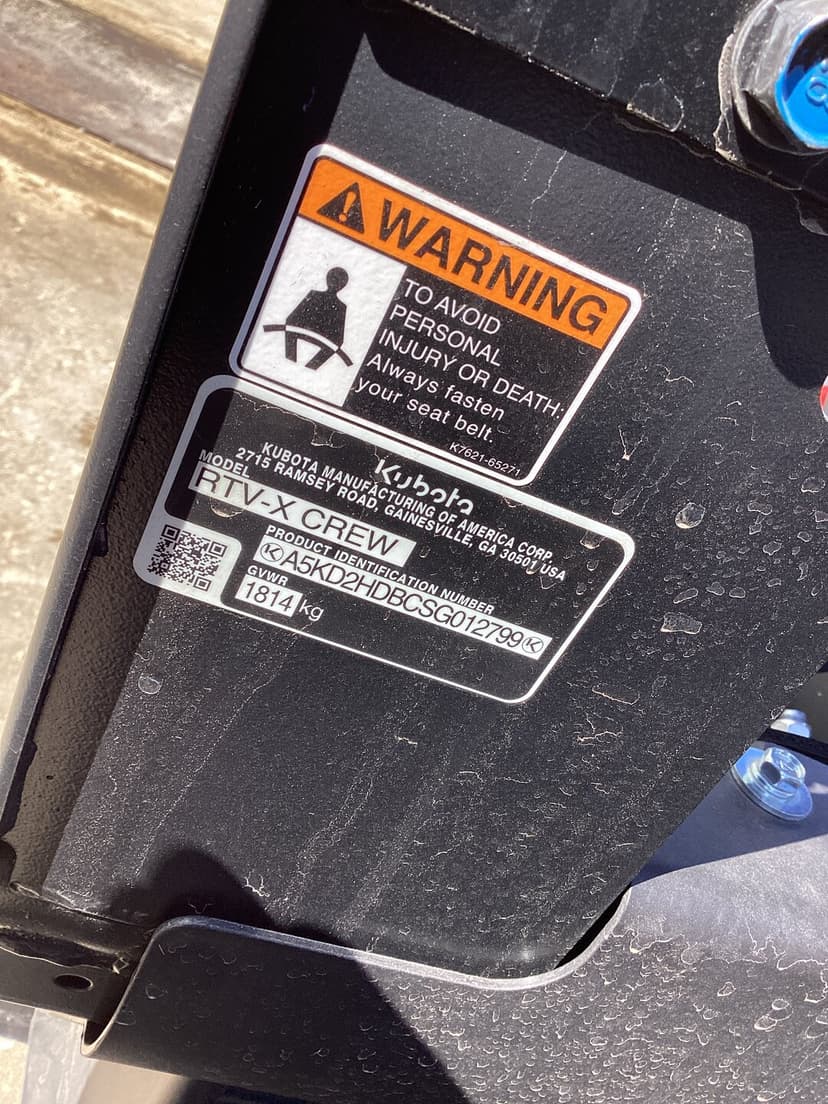 WARNING
TO AVOID
PERSONAL
INJURY OR DEATH:
Always fasten
your seat belt.
K7621-65271
Kubota
KUBOTA MANUFACTURING OF AMERICA CORP.
2715 RAMSEY ROAD, GAINESVILLE, GA 30501 USA
MODEL
RTV-X CREW
PRODUCT IDENTIFICATION NUMBER
A5KD2HDBCSG012799
GVWR
1814 kg